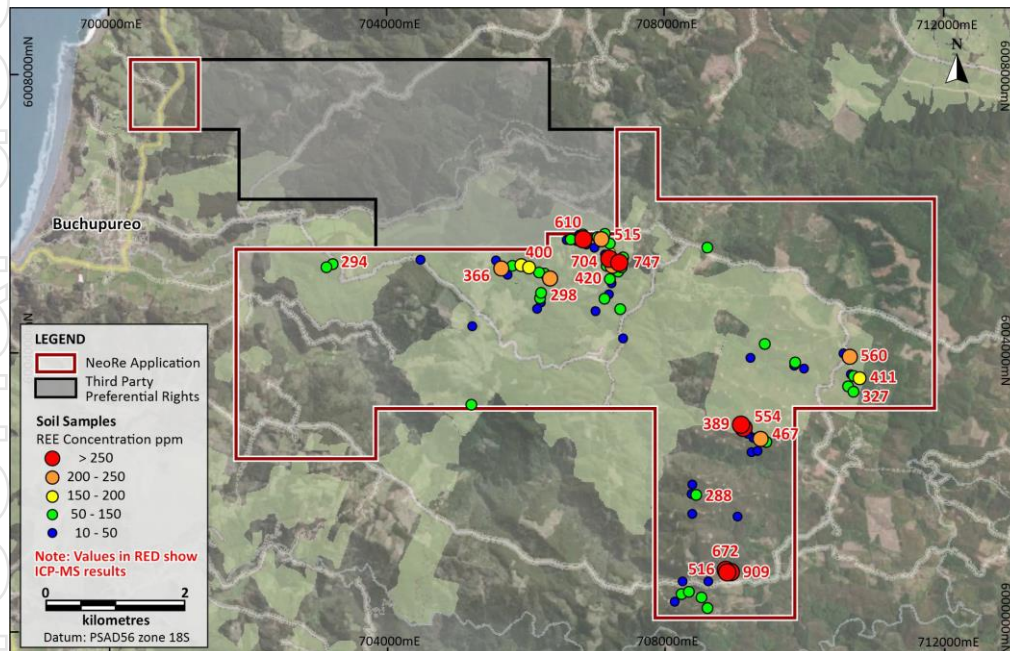 700000mE
704000mE
708000mE
712000mE
6008000mN
6008000mN
N
Buchupureo
610
515
400
704
747
294
366
420
298
6004000mN
560
411
327
554
389
467
288
672
516
909
LEGEND
NeoRe Application
Third Party
Preferential Rights
Soil Samples
REE Concentration ppm
> 250
200 - 250
150 - 200
50 - 150
10 - 50
Note: Values in RED show
ICP-MS results
0 2
kilometres
Datum: PSAD56 zone 18S
704000mE
708000mE
712000mE
6000000mN